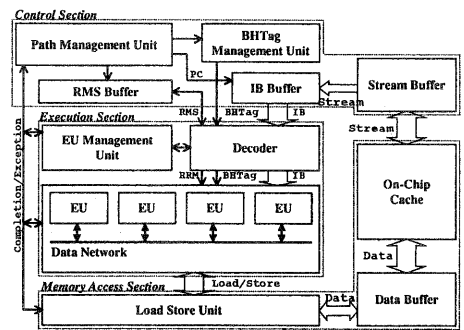 Control Section
Path Management Unit
BHTag Management Unit
PC
RMS Buffer
IB Buffer
Stream Buffer
Stream
RMS
BHTag
IB
Stream
Execution Section
EU Management Unit
Decoder
On-Chip Cache
RRM
BHTag
IB
EU
EU
EU
EU
Data Network
Completion/Exception
Data
Load/Store
Memory Access Section
Load Store Unit
Data
Data Buffer